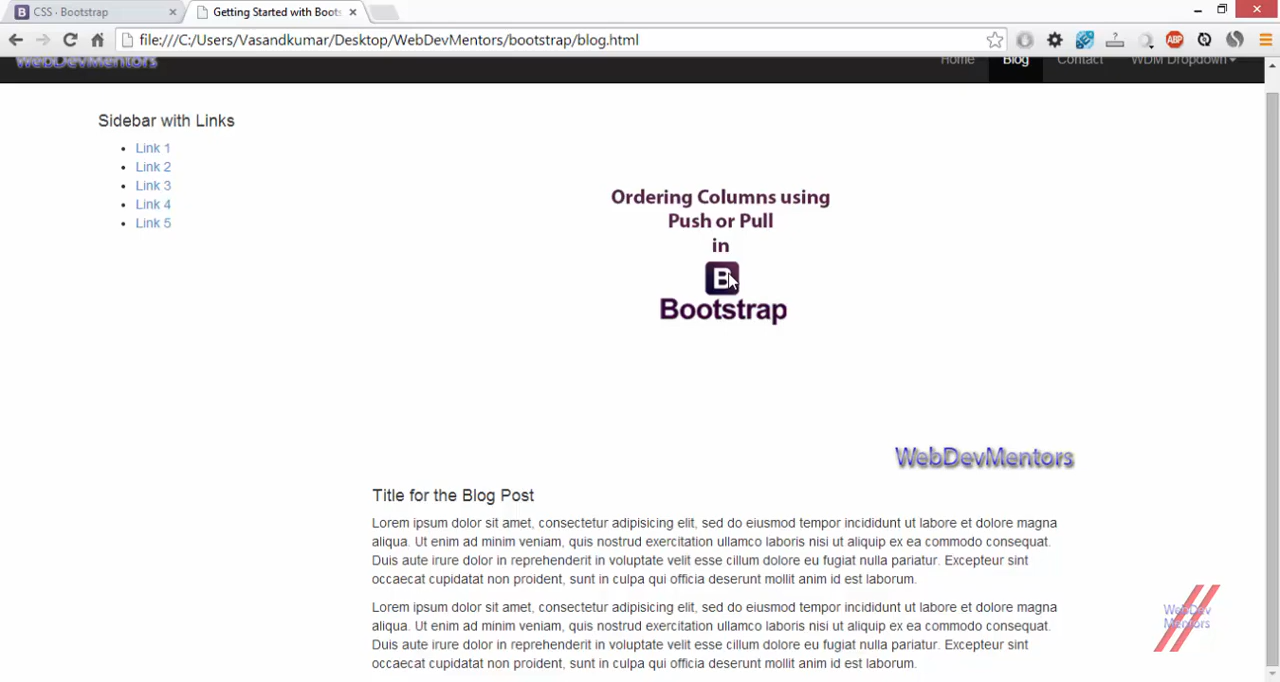 CSS · Bootstrap
Getting Started with Boots
file:///C:/Users/Vasandkumar/Desktop/WebDevMentors/bootstrap/blog.html
ABP
WebDevMentors
Home
Blog
Contact
WDM Dropdown
Sidebar with Links
Link 1
Link 2
Link 3
Link 4
Link 5
Ordering Columns using
Push or Pull
in
B
Bootstrap
WebDevMentors
Title for the Blog Post
Lorem ipsum dolor sit amet, consectetur adipisicing elit, sed do eiusmod tempor incididunt ut labore et dolore magna
aliqua. Ut enim ad minim veniam, quis nostrud exercitation ullamco laboris nisi ut aliquip ex ea commodo consequat.
Duis aute irure dolor in reprehenderit in voluptate velit esse cillum dolore eu fugiat nulla pariatur. Excepteur sint
occaecat cupidatat non proident, sunt in culpa qui officia deserunt mollit anim id est laborum.
Lorem ipsum dolor sit amet, consectetur adipisicing elit, sed do eiusmod tempor incididunt ut labore et dolore magna
aliqua. Ut enim ad minim veniam, quis nostrud exercitation ullamco laboris nisi ut aliquip ex ea commodo consequat.
Duis aute irure dolor in reprehenderit in voluptate velit esse cillum dolore eu fugiat nulla pariatur. Excepteur sint
occaecat cupidatat non proident, sunt in culpa qui officia deserunt mollit anim id est laborum.
WebDev
Mentors